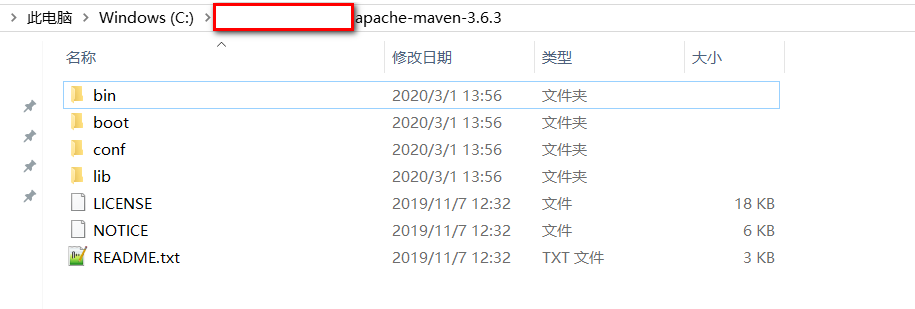 此电脑 Windows (C:) apache-maven-3.6.3
名称 修改日期 类型 大小
bin 2020/3/1 13:56 文件夹
boot 2020/3/1 13:56 文件夹
conf 2020/3/1 13:56 文件夹
lib 2020/3/1 13:56 文件夹
LICENSE 2019/11/7 12:32 文件 18 KB
NOTICE 2019/11/7 12:32 文件 6 KB
README.txt 2019/11/7 12:32 TXT 文件 3 KB